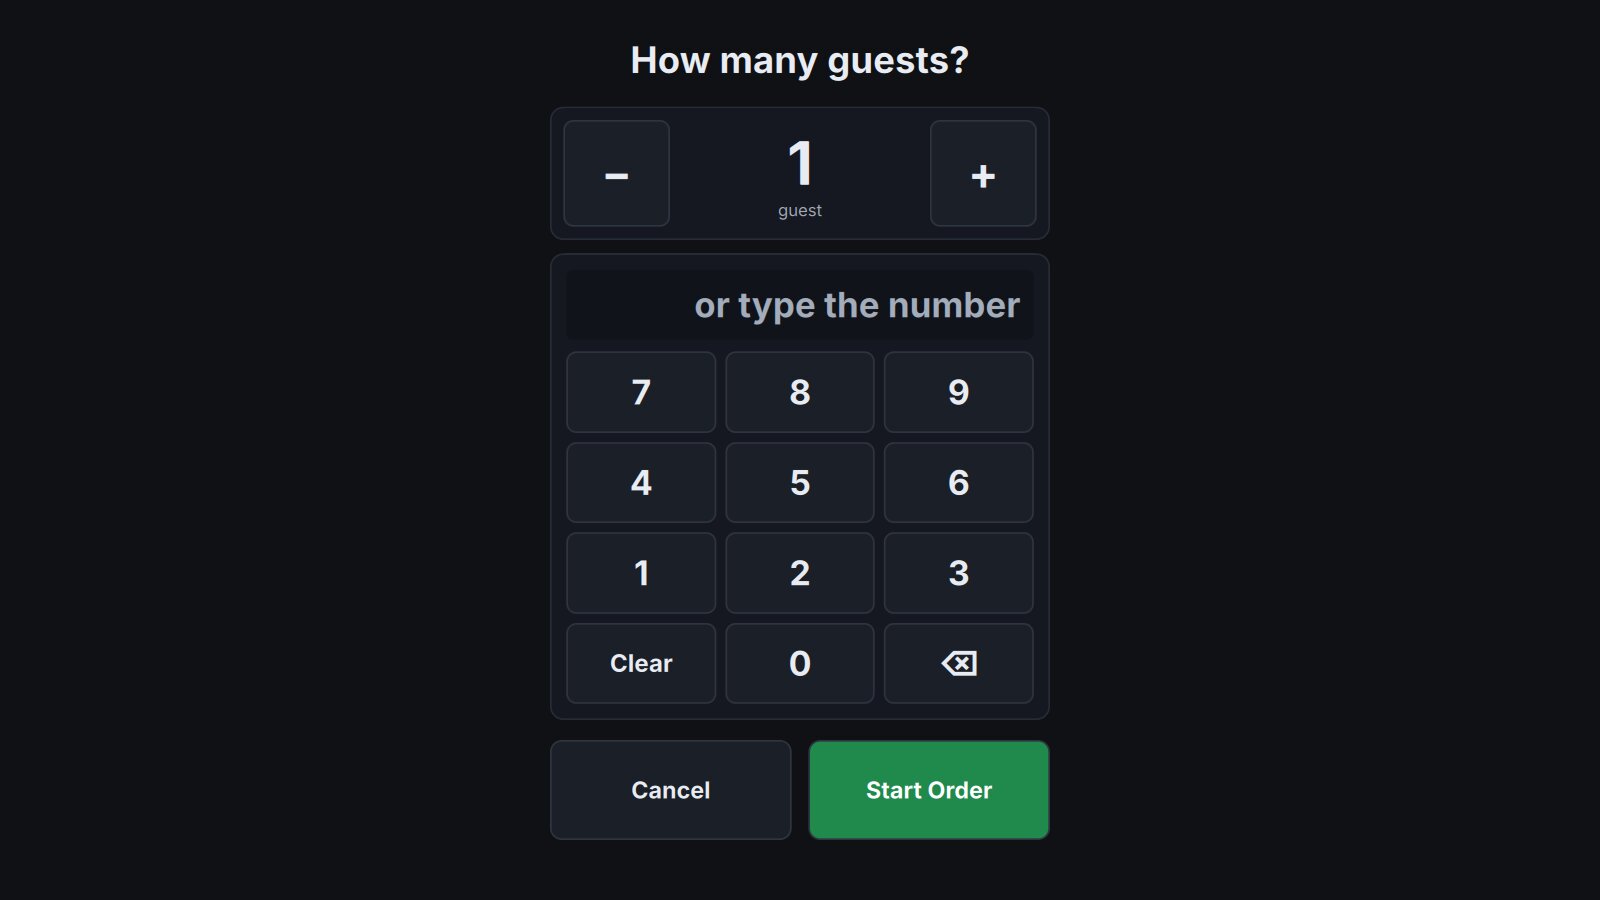 How many guests?
− 1 +
guest
or type the number
7 8 9
4 5 6
1 2 3
Clear 0 ⌫
Cancel Start Order